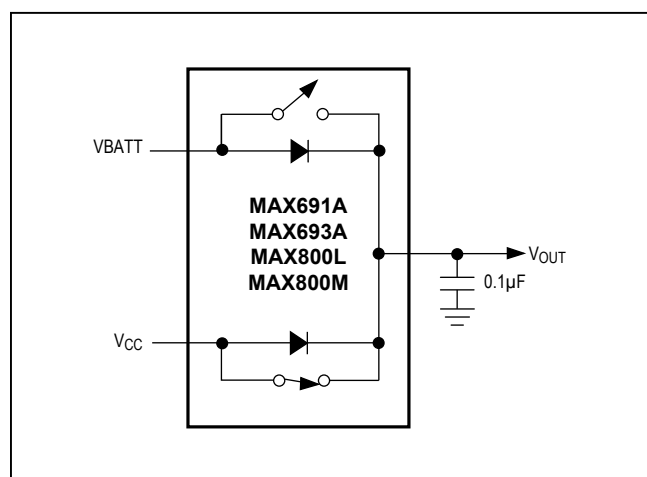 VBATT
MAX691A
MAX693A
MAX800L
MAX800M
VOUT
0.1µF
VCC